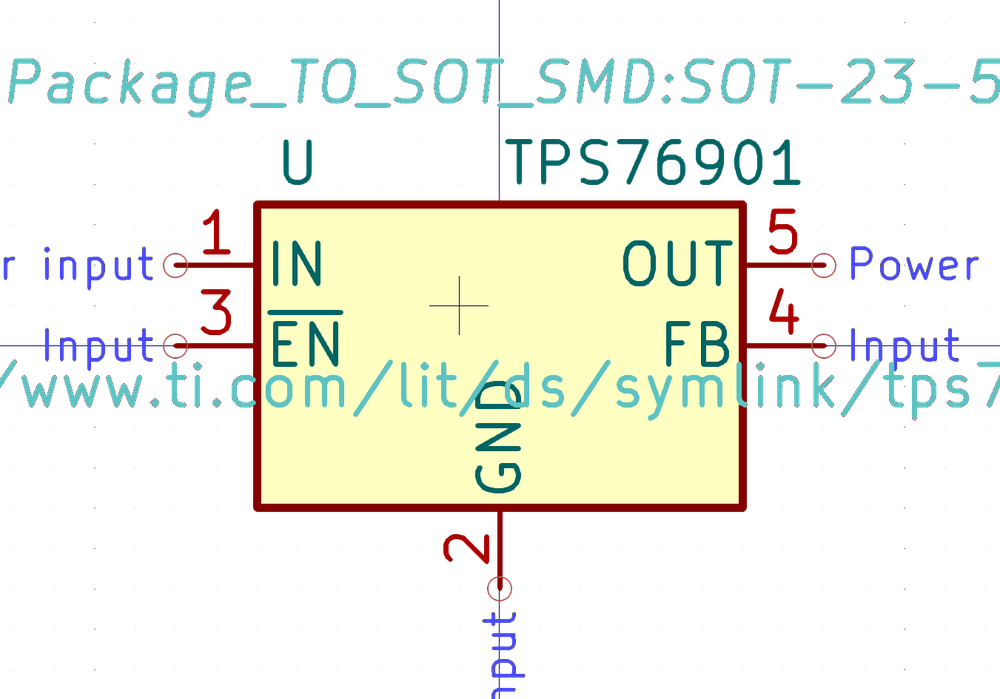 Package_TO_SOT_SMD:SOT-23-5
U TPS76901
r input 1 IN OUT 5 Power
Input 3 EN FB 4 Input
/www.ti.com/lit/ds/symlink/tps7
GND
2
nput